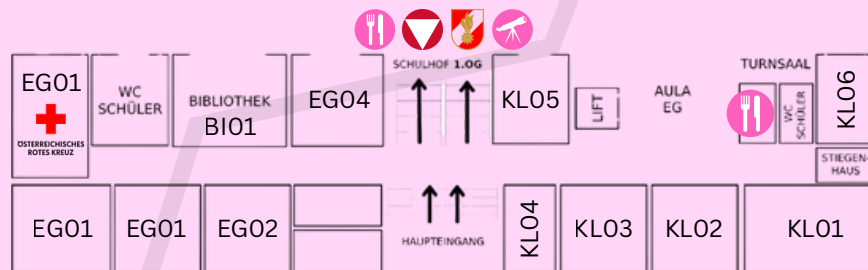 SCHULHOF 1.OG
TURNSAAL
EG01
ÖSTERREICHISCHES
ROTES KREUZ
WC
SCHÜLER
BIBLIOTHEK
BI01
EG04
KL05
LIFT
AULA
EG
WC
SCHÜLER
KL06
STIEGEN-
HAUS
EG01
EG01
EG02
HAUPTEINGANG
KL04
KL03
KL02
KL01